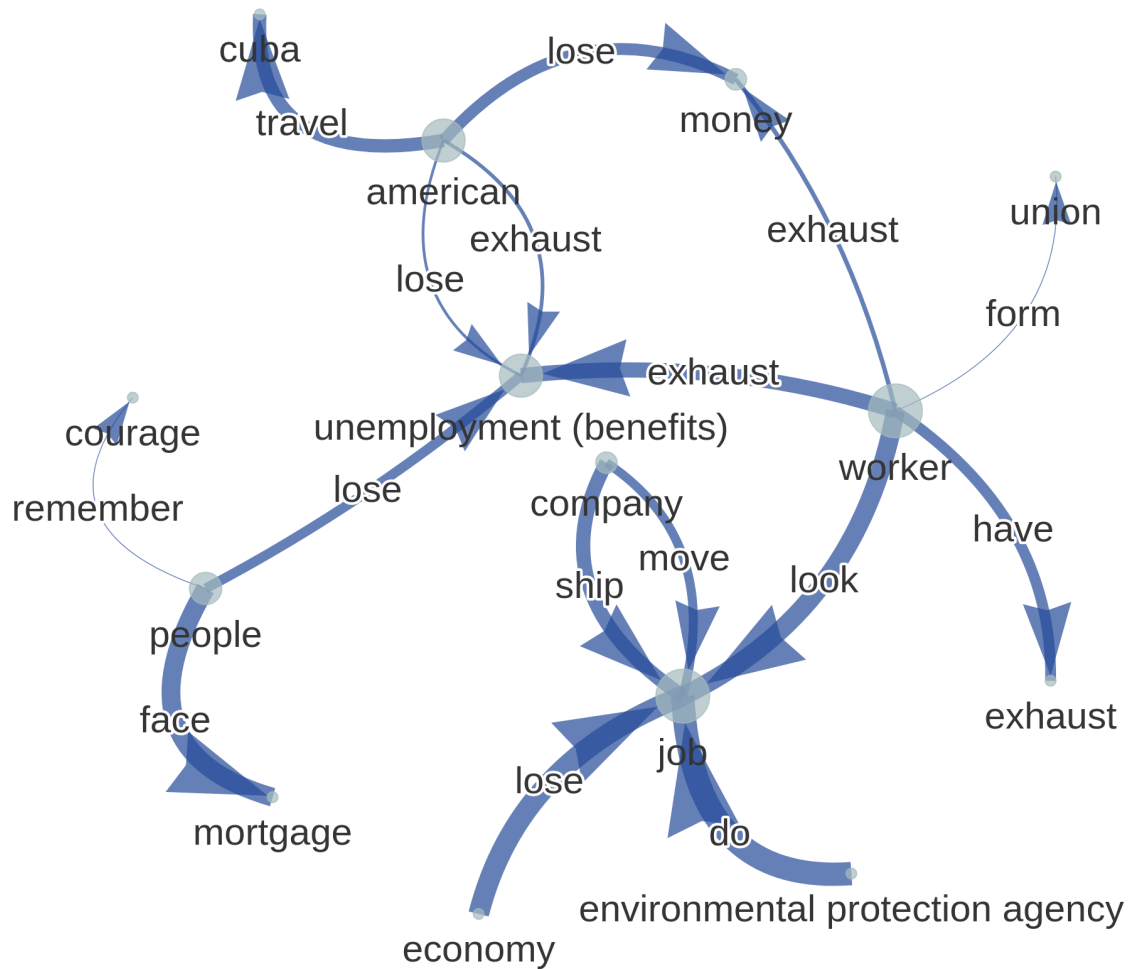 cuba
lose
travel
money
american
union
exhaust
exhaust
lose
form
exhaust
courage
unemployment (benefits)
worker
lose
remember
company
have
move
look
ship
people
face
exhaust
job
lose
mortgage
do
environmental protection agency
economy